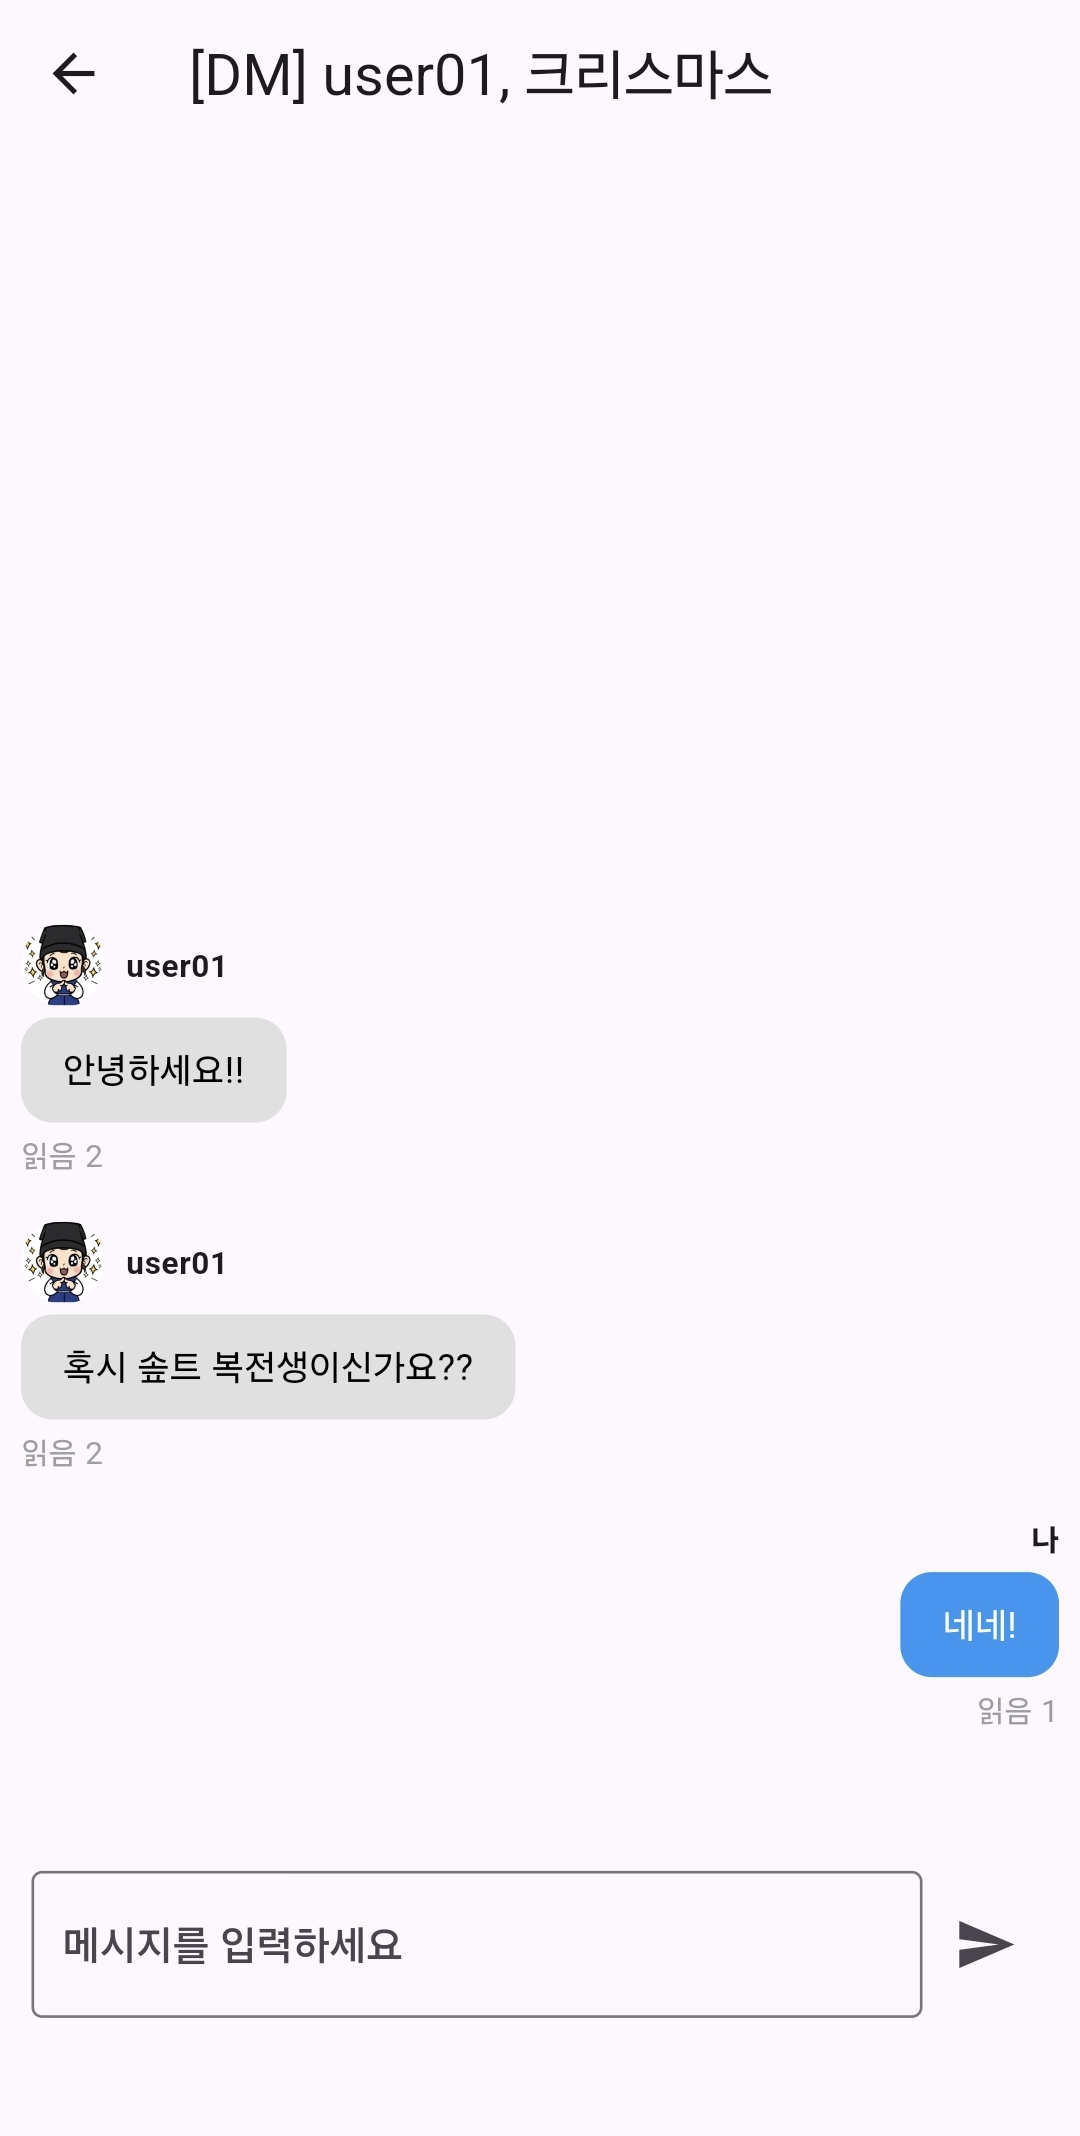 [DM] user01, 크리스마스
user01
안녕하세요!!
읽음 2
user01
혹시 솦트 복전생이신가요??
읽음 2
나
네네!
읽음 1
메시지를 입력하세요